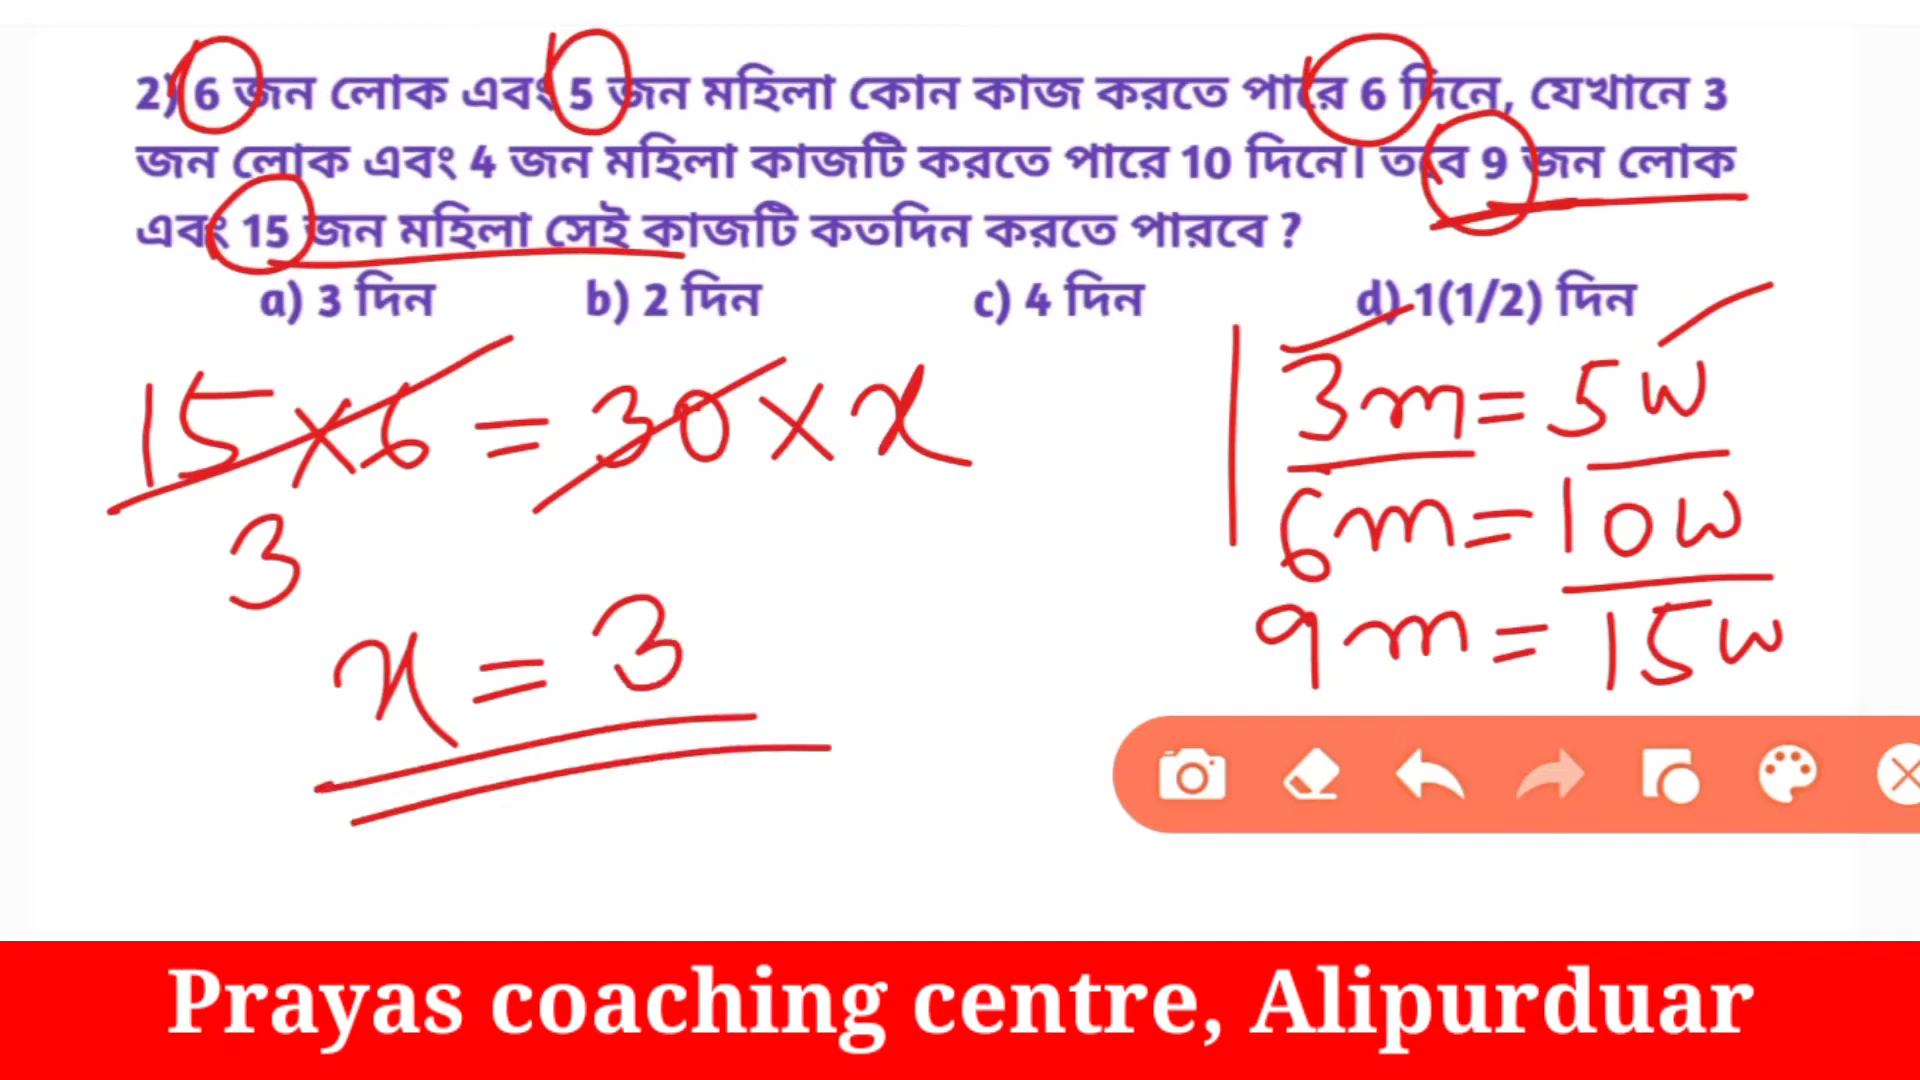 2) 6 জন লোক এবং 5 জন মহিলা কোন কাজ করতে পারে 6 দিনে, যেখানে 3
জন লোক এবং 4 জন মহিলা কাজটি করতে পারে 10 দিনে। তবে 9 জন লোক
এবং 15 জন মহিলা সেই কাজটি কতদিন করতে পারবে ?
a) 3 দিন b) 2 দিন c) 4 দিন d) 1(1/2) দিন
15×6 = 30×x
3
x = 3
3m = 5w
6m = 10w
9m = 15w
Prayas coaching centre, Alipurduar